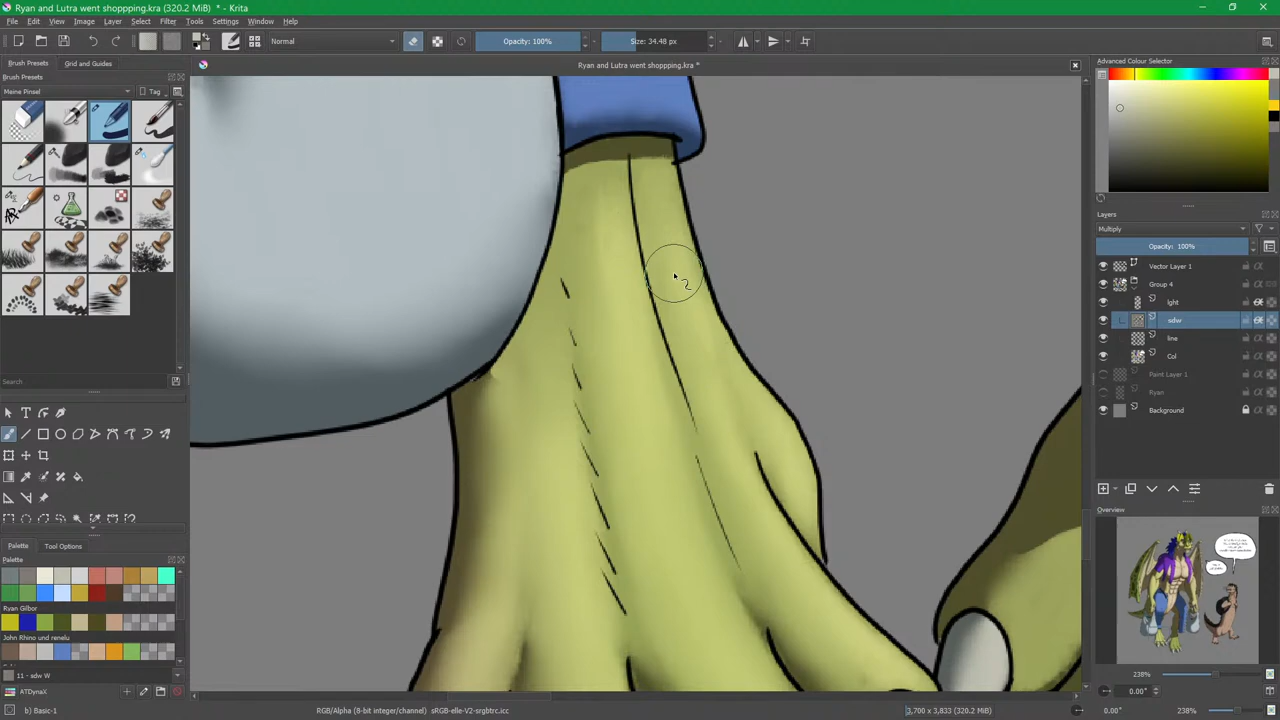 Ryan and Lutra went shoppping.kra (320.2 MiB) * - Krita
File Edit View Image Layer Select Filter Tools Settings Window Help
Normal Opacity: 100% Size: 34.48 px
Brush Presets Grid and Guides
Ryan and Lutra went shoppping.kra *
Advanced Colour Selector
Brush Presets
Meine Pinsel Tag
Layers
Multiply
Opacity: 100%
Vector Layer 1
Group 4
lght
sdw
line
Col
Paint Layer 1
Ryan
Background
Search
Overview
Palette Tool Options
Palette
Ryan Gilbor
John Rhino und renelu
11 - sdw W
ATDynaX
238%
0.00°
b) Basic-1
RGB/Alpha (8-bit integer/channel) sRGB-elle-V2-srgbtrc.icc
3,700 x 3,833 (320.2 MiB)
0.00°
238%